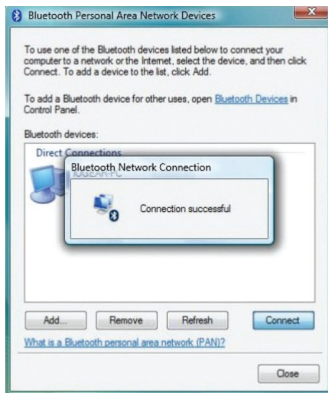 Bluetooth Personal Area Network Devices
To use one of the Bluetooth devices listed below to connect your
computer to a network or the Internet, select the device, and then click
Connect. To add a device to the list, click Add.
To add a Bluetooth device for other uses, open Bluetooth Devices in
Control Panel.
Bluetooth devices:
Direct Connections
Bluetooth Network Connection
Connection successful
Add...
Remove
Refresh
Connect
What is a Bluetooth personal area network (PAN)?
Close